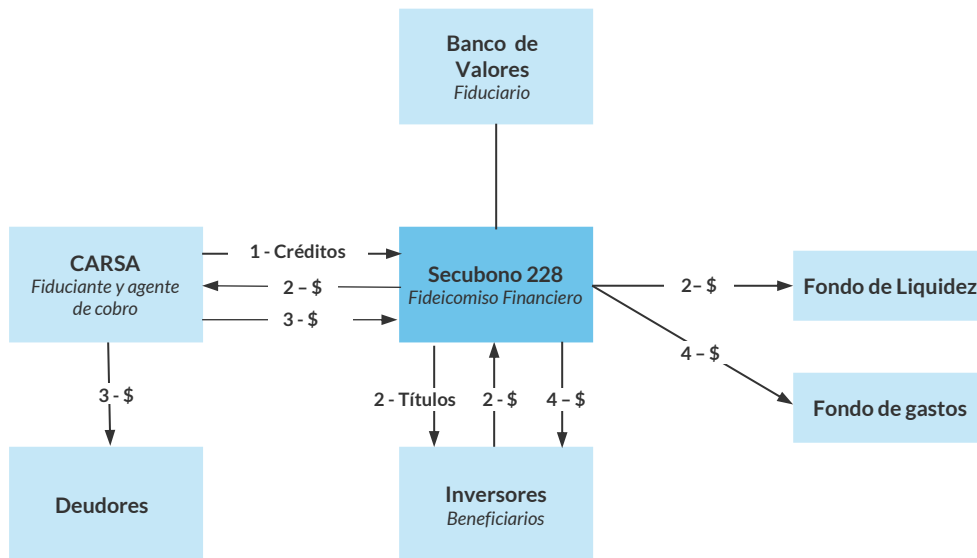 Banco de
Valores
Fiduciario
CARSA
Fiduciante y agente
de cobro
1 - Créditos
2 – $
3 - $
Secubono 228
Fideicomiso Financiero
2– $
Fondo de Liquidez
4 – $
Fondo de gastos
3 - $
2 - Títulos
2 - $
4 – $
Deudores
Inversores
Beneficiarios